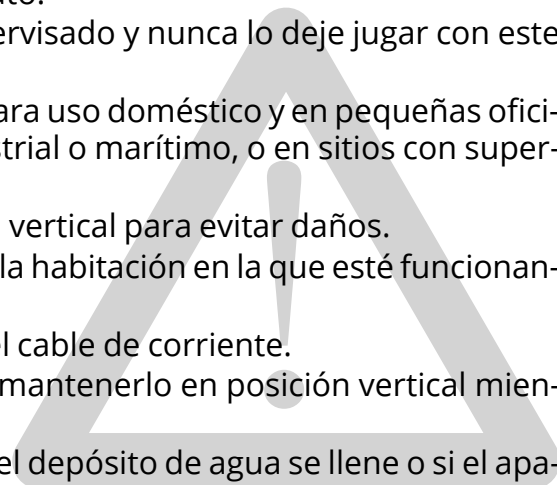 ervisado y nunca lo deje jugar con este
ara uso doméstico y en pequeñas ofici-
strial o marítimo, o en sitios con super-
vertical para evitar daños.
la habitación en la que esté funcionan-
el cable de corriente.
mantenerlo en posición vertical mien-
el depósito de agua se llene o si el apa-